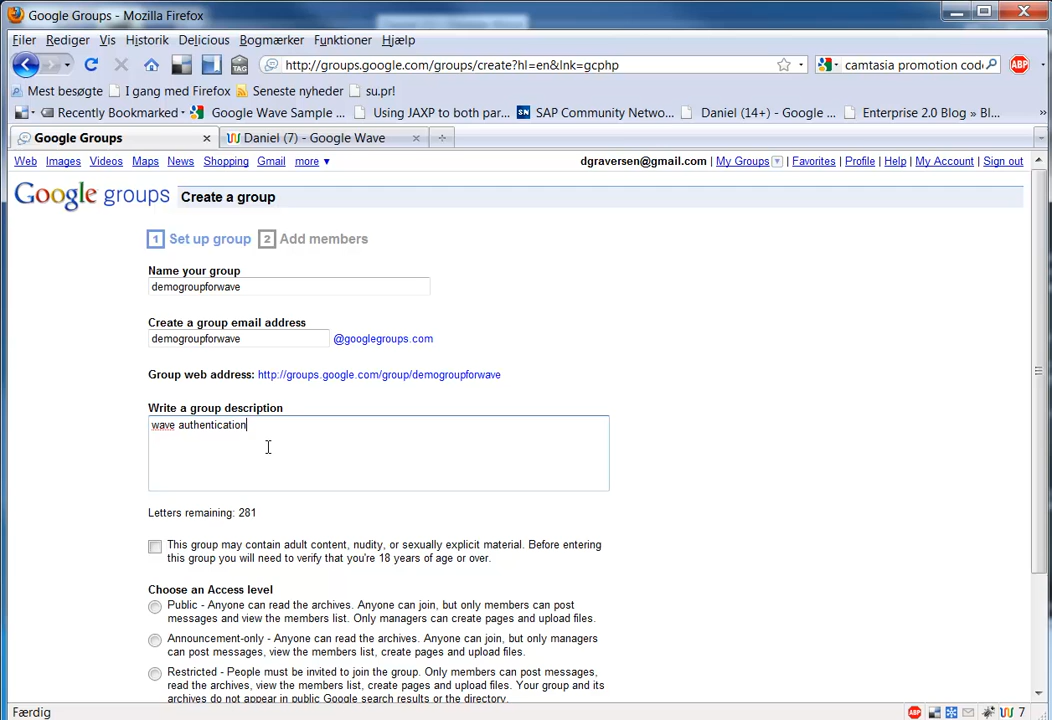 Google Groups - Mozilla Firefox
Filer Rediger Vis Historik Delicious Bogmærker Funktioner Hjælp
http://groups.google.com/groups/create?hl=en&lnk=gcphp
camtasia promotion code
TAG
ABP
Mest besøgte I gang med Firefox Seneste nyheder su.pr!
Recently Bookmarked Google Wave Sample ... Using JAXP to both par... SN SAP Community Netwo... Daniel (14+) - Google ... Enterprise 2.0 Blog » Bl... »
Google Groups Daniel (7) - Google Wave
Web Images Videos Maps News Shopping Gmail more ▼ dgraversen@gmail.com | My Groups | Favorites | Profile | Help | My Account | Sign out
Google groups Create a group
1 Set up group 2 Add members
Name your group
demogroupforwave
Create a group email address
demogroupforwave @googlegroups.com
Group web address: http://groups.google.com/group/demogroupforwave
Write a group description
wave authentication
Letters remaining: 281
This group may contain adult content, nudity, or sexually explicit material. Before entering
this group you will need to verify that you're 18 years of age or over.
Choose an Access level
Public - Anyone can read the archives. Anyone can join, but only members can post
messages and view the members list. Only managers can create pages and upload files.
Announcement-only - Anyone can read the archives. Anyone can join, but only managers
can post messages, view the members list, create pages and upload files.
Restricted - People must be invited to join the group. Only members can post messages,
read the archives, view the members list, create pages and upload files. Your group and its
archives do not appear in public Google search results or the directory.
Færdig
ABP
7